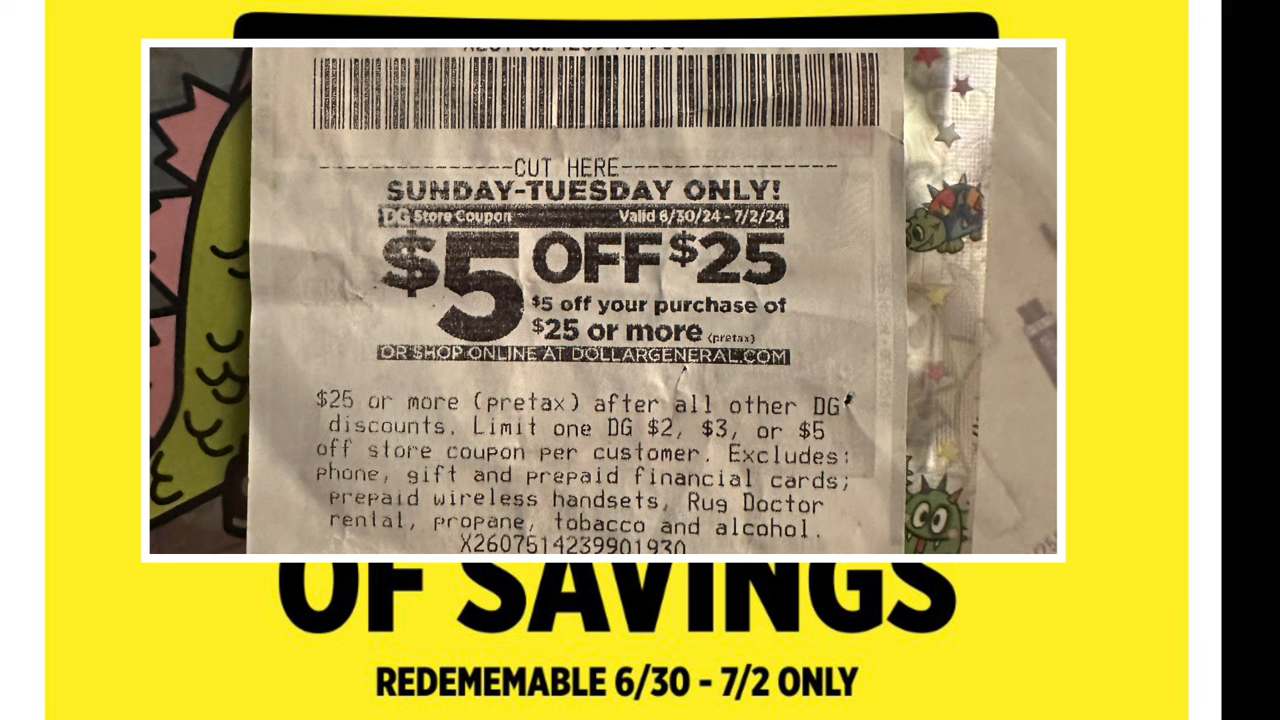 CUT HERE
SUNDAY-TUESDAY ONLY!
DG Store Coupon Valid 6/30/24 - 7/2/24
$5 OFF $25
$5 off your purchase of
$25 or more (pretax)
OR SHOP ONLINE AT DOLLARGENERAL.COM
$25 or more (pretax) after all other DG
discounts. Limit one DG $2, $3, or $5
off store coupon per customer. Excludes:
phone, gift and prepaid financial cards;
prepaid wireless handsets, Rug Doctor
rental, propane, tobacco and alcohol.
X2607514239901930
OF SAVINGS
REDEMEMABLE 6/30 - 7/2 ONLY